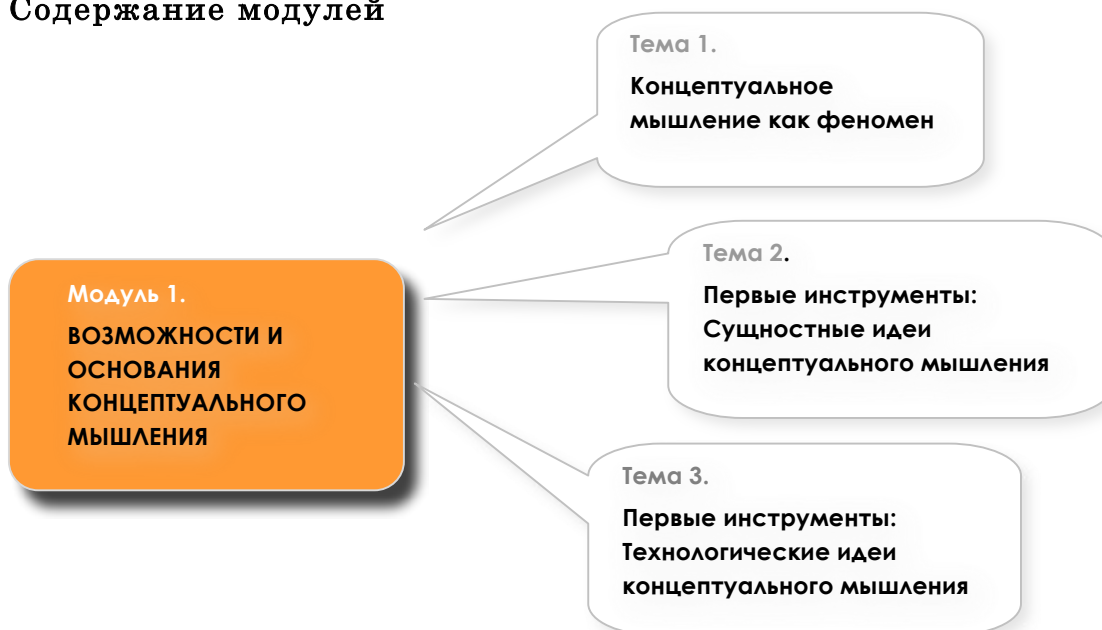 Содержание модулей
Тема 1.
Концептуальное
мышление как феномен
Тема 2.
Первые инструменты:
Сущностные идеи
концептуального мышления
Модуль 1.
ВОЗМОЖНОСТИ И
ОСНОВАНИЯ
КОНЦЕПТУАЛЬНОГО
МЫШЛЕНИЯ
Тема 3.
Первые инструменты:
Технологические идеи
концептуального мышления